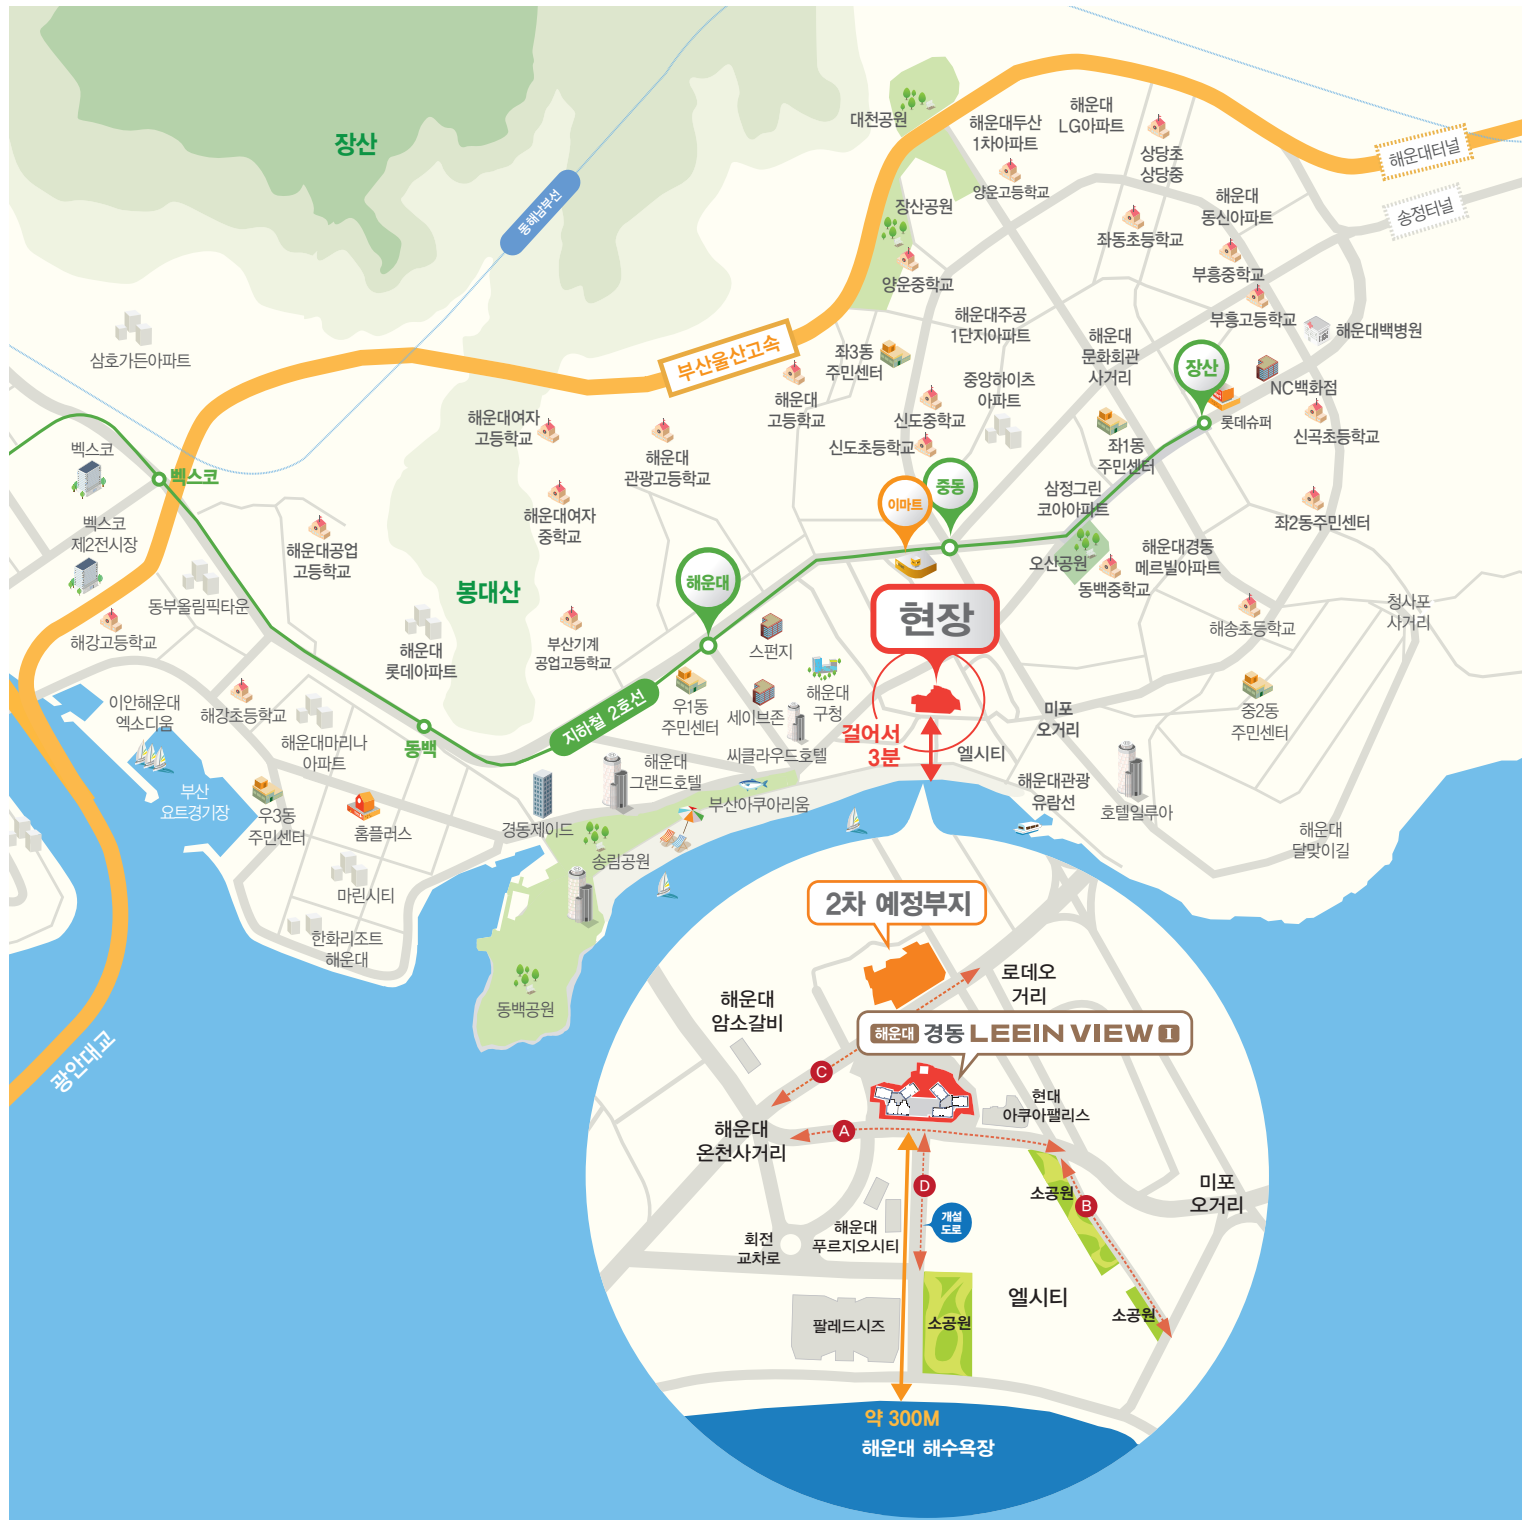 장산
대천공원
해운대두산
1차아파트
양운고등학교
해운대
LG아파트
상당초
상당중
해운대터널
송정터널
해운대
동신아파트
좌동초등학교
부흥중학교
동해남부선
장산공원
양운중학교
해운대주공
1단지아파트
부흥고등학교
해운대백병원
삼호가든아파트
부산울산고속
좌3동
주민센터
해운대
문화회관
사거리
장산
NC백화점
롯데슈퍼
신곡초등학교
해운대
고등학교
중앙하이츠
아파트
신도중학교
신도초등학교
좌1동
주민센터
해운대여자
고등학교
해운대
관광고등학교
벡스코
벡스코
벡스코
제2전시장
해운대여자
중학교
이마트
중동
삼정그린
코아아파트
좌2동주민센터
해운대공업
고등학교
오산공원
해운대경동
메르빌아파트
동백중학교
동부올림픽타운
봉대산
해운대
현장
청사포
사거리
해강고등학교
해운대
롯데아파트
부산기계
공업고등학교
스펀지
해송초등학교
이안해운대
엑소디움
해강초등학교
지하철 2호선
우1동
주민센터
세이브존
해운대
구청
걸어서
3분
미포
오거리
중2동
주민센터
해운대마리나
아파트
동백
씨클라우드호텔
엘시티
해운대
그랜드호텔
부산
요트경기장
우3동
주민센터
홈플러스
경동제이드
부산아쿠아리움
해운대관광
유람선
호텔일루아
해운대
달맞이길
송림공원
마린시티
한화리조트
해운대
동백공원
광안대교
2차 예정부지
로데오
거리
해운대
암소갈비
해운대 경동 LEEIN VIEW I
C
현대
아쿠아팰리스
해운대
온천사거리
A
D
소공원
B
미포
오거리
개설
도로
해운대
푸르지오시티
회전
교차로
엘시티
팔레드시즈
소공원
소공원
약 300M
해운대 해수욕장